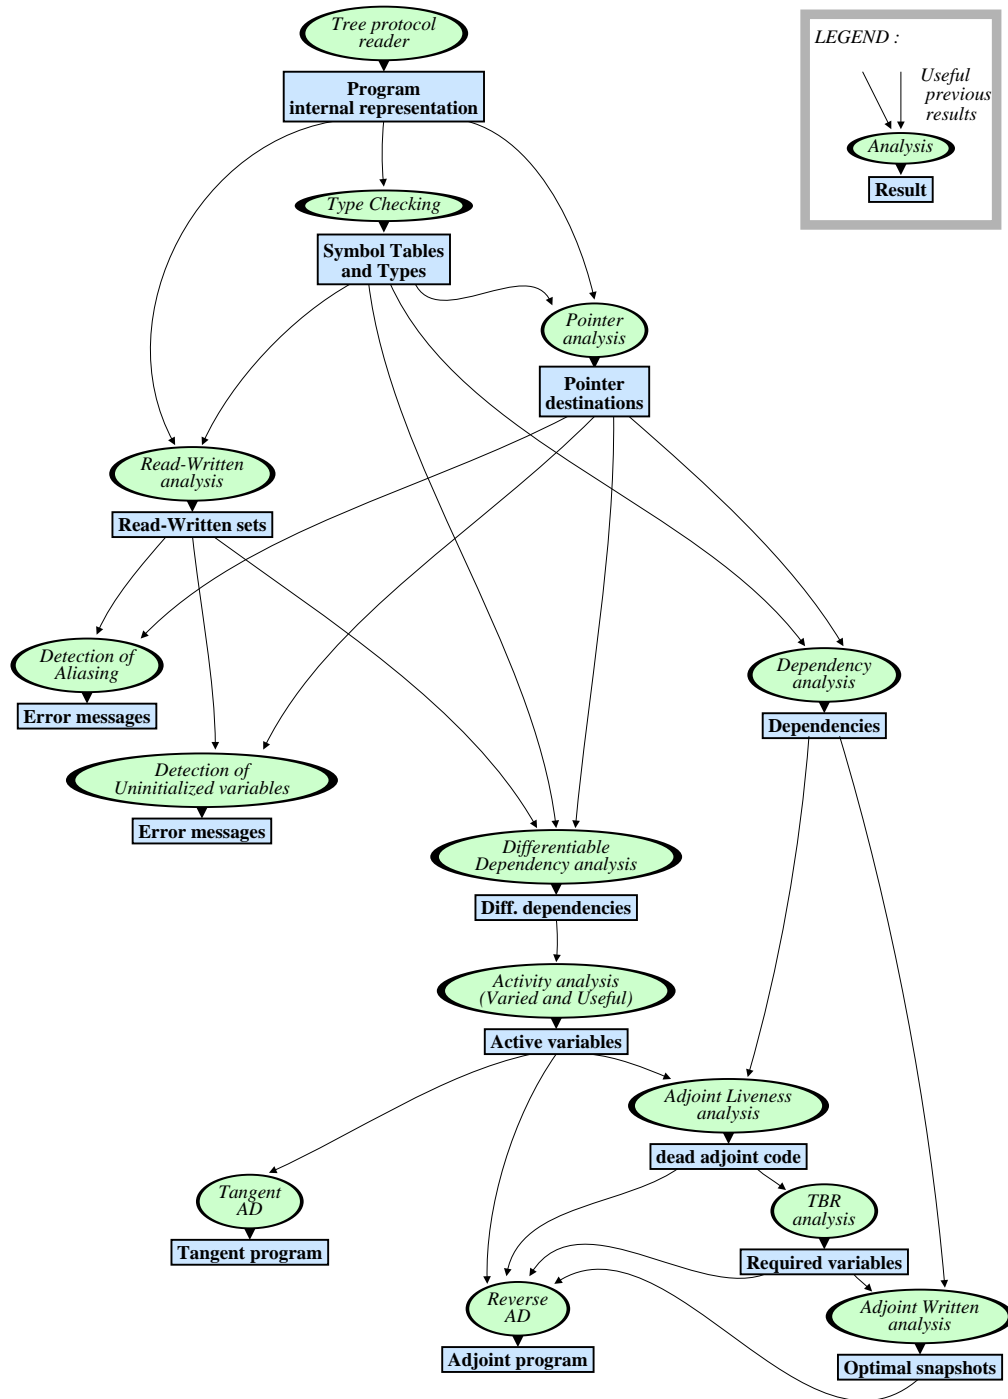 Tree protocol
reader
Program
internal representation
LEGEND :
Useful
previous
results
Analysis
Result
Type Checking
Symbol Tables
and Types
Pointer
analysis
Pointer
destinations
Read-Written
analysis
Read-Written sets
Detection of
Aliasing
Error messages
Dependency
analysis
Dependencies
Detection of
Uninitialized variables
Error messages
Differentiable
Dependency analysis
Diff. dependencies
Activity analysis
(Varied and Useful)
Active variables
Adjoint Liveness
analysis
dead adjoint code
Tangent
AD
Tangent program
TBR
analysis
Required variables
Reverse
AD
Adjoint program
Adjoint Written
analysis
Optimal snapshots